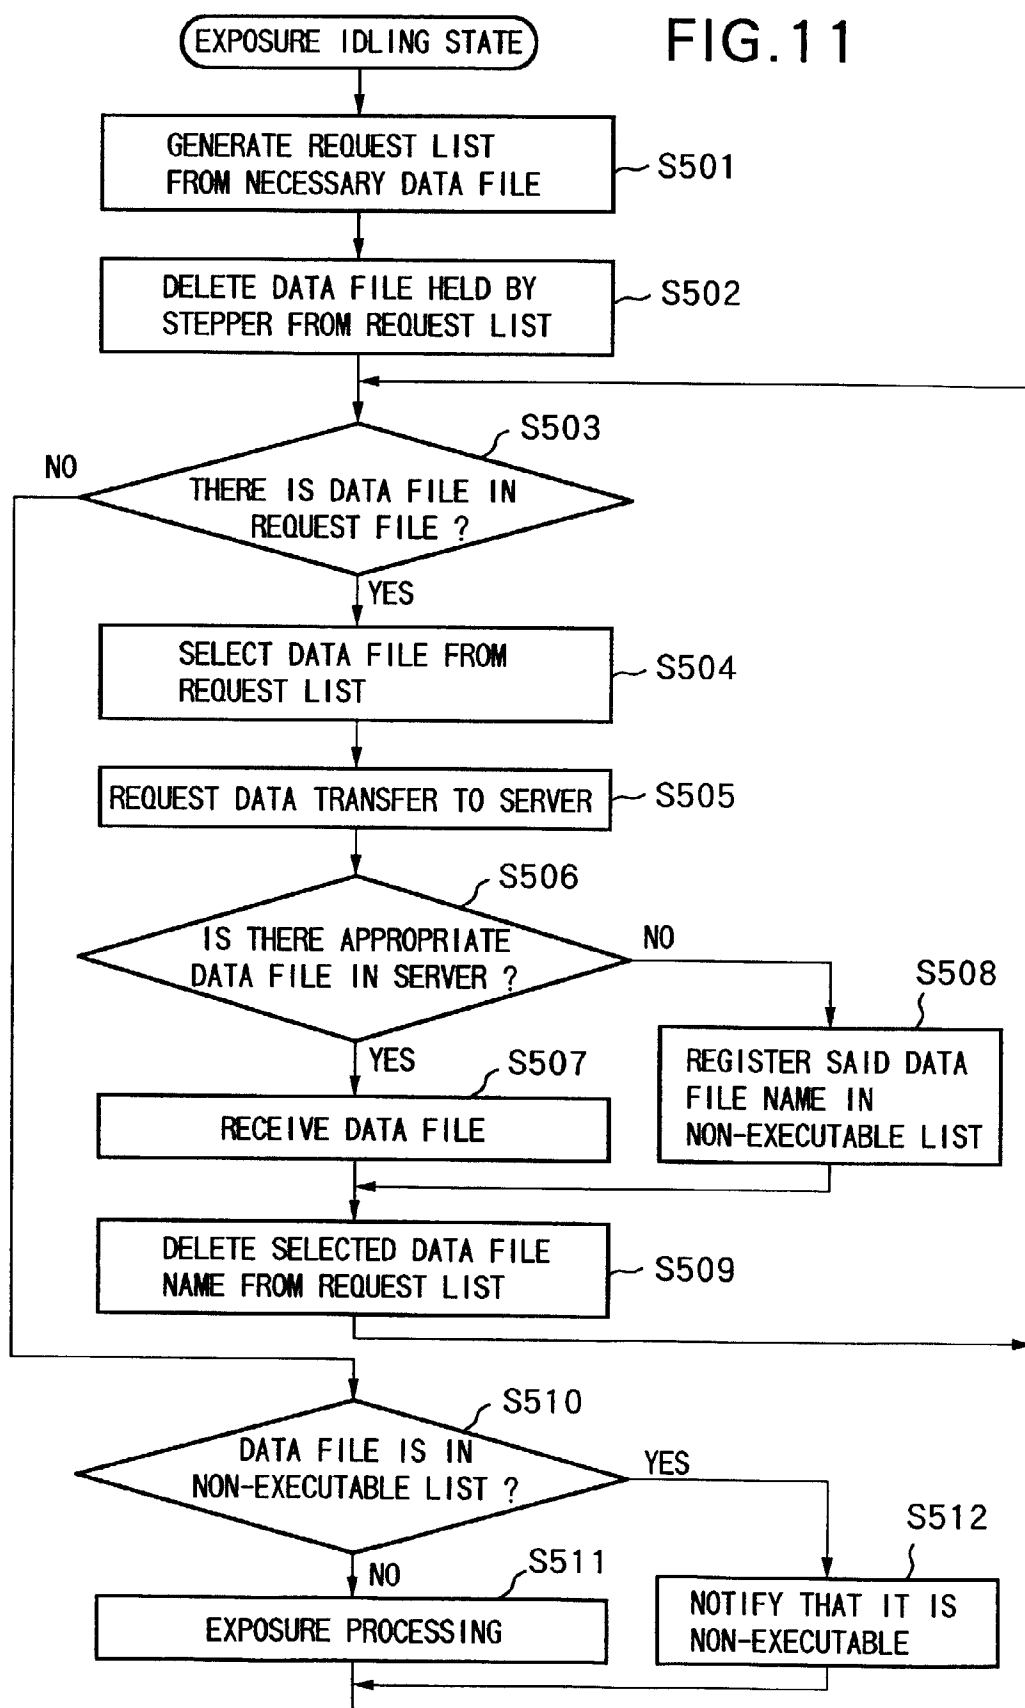 FIG.11
EXPOSURE IDLING STATE
GENERATE REQUEST LIST
FROM NECESSARY DATA FILE
S501
DELETE DATA FILE HELD BY
STEPPER FROM REQUEST LIST
S502
S503
NO
THERE IS DATA FILE IN
REQUEST FILE ?
YES
SELECT DATA FILE FROM
REQUEST LIST
S504
REQUEST DATA TRANSFER TO SERVER
S505
S506
IS THERE APPROPRIATE
DATA FILE IN SERVER ?
NO
YES
S507
S508
RECEIVE DATA FILE
REGISTER SAID DATA
FILE NAME IN
NON-EXECUTABLE LIST
DELETE SELECTED DATA FILE
NAME FROM REQUEST LIST
S509
S510
DATA FILE IS IN
NON-EXECUTABLE LIST ?
YES
NO
S511
S512
EXPOSURE PROCESSING
NOTIFY THAT IT IS
NON-EXECUTABLE